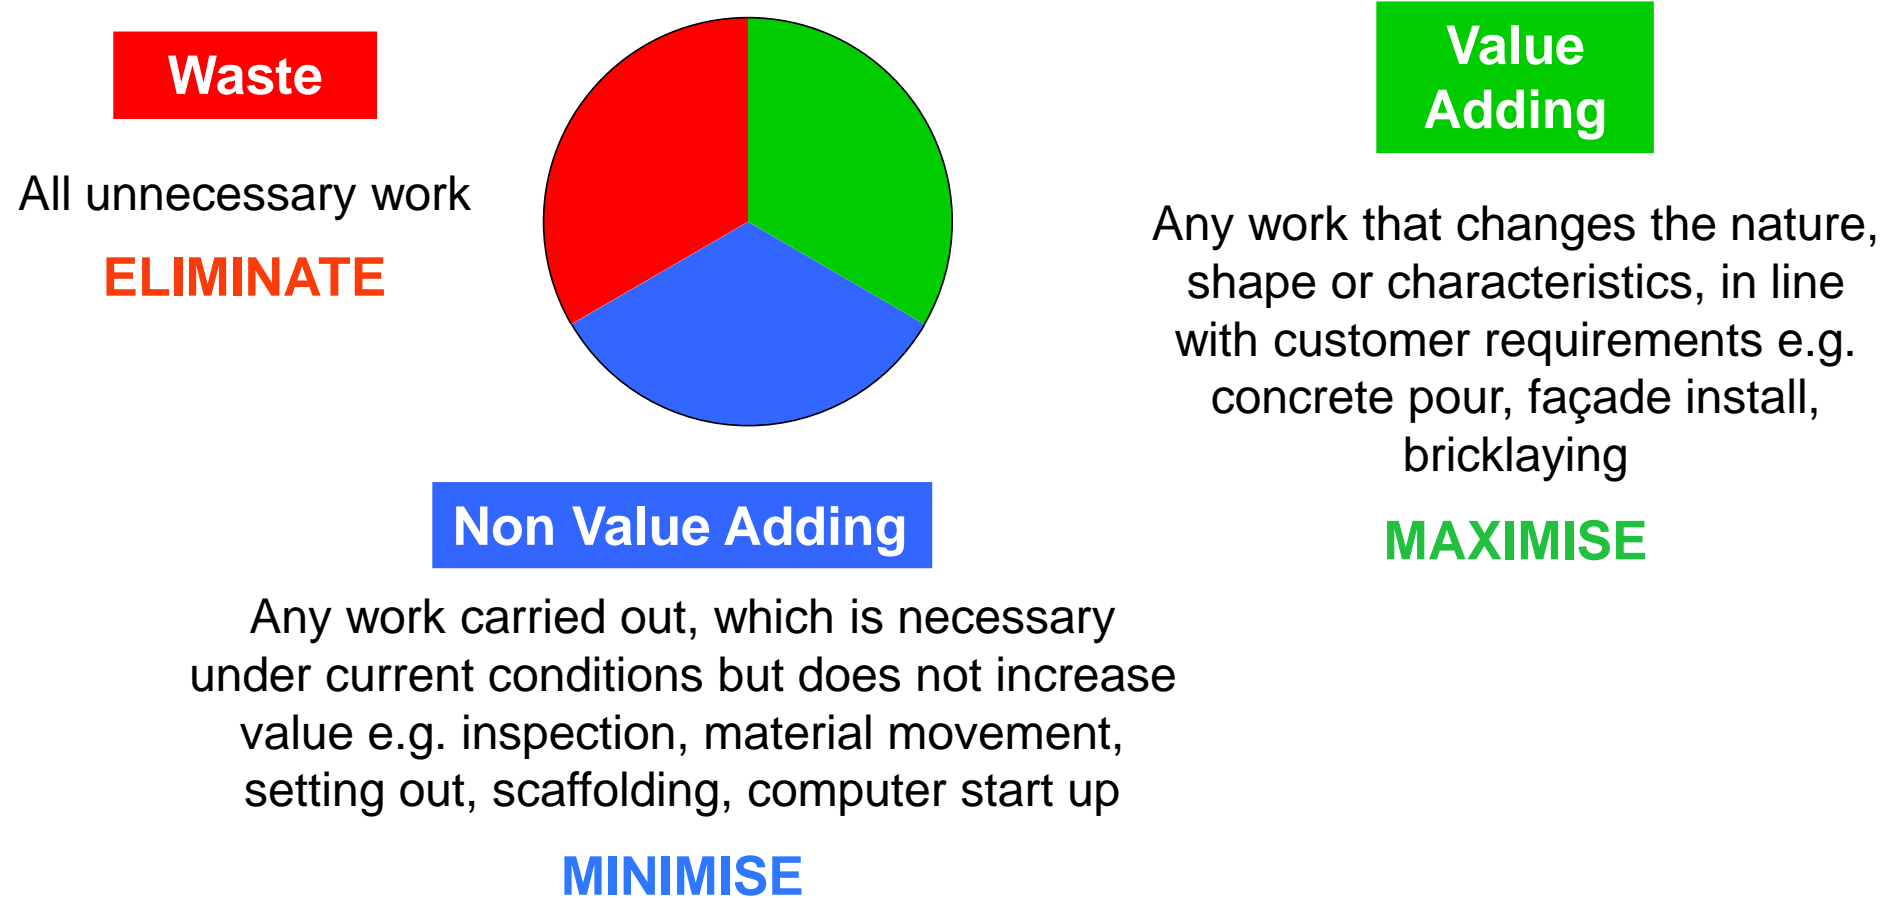 Waste
All unnecessary work
ELIMINATE
Value
Adding
Any work that changes the nature,
shape or characteristics, in line
with customer requirements e.g.
concrete pour, façade install,
bricklaying
MAXIMISE
Non Value Adding
Any work carried out, which is necessary
under current conditions but does not increase
value e.g. inspection, material movement,
setting out, scaffolding, computer start up
MINIMISE